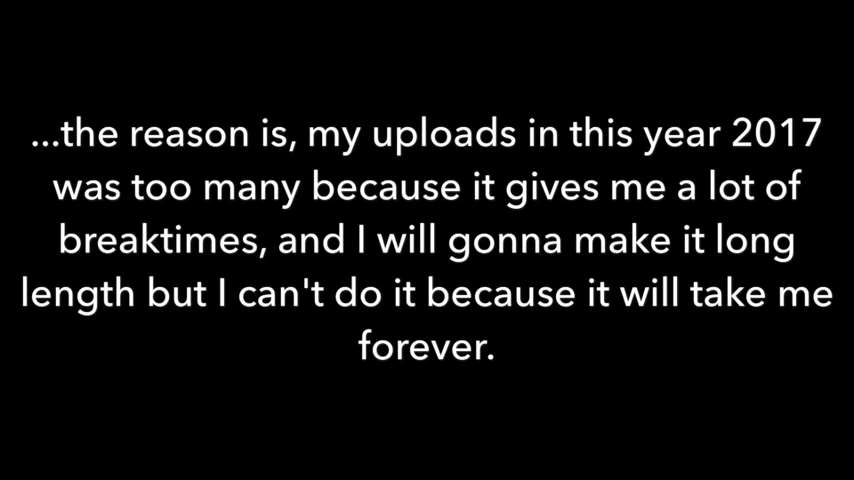 ...the reason is, my uploads in this year 2017
was too many because it gives me a lot of
breaktimes, and I will gonna make it long
length but I can't do it because it will take me
forever.